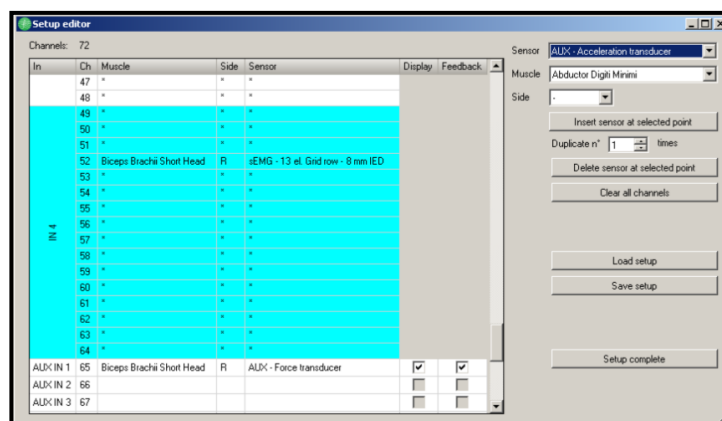 Setup editor
Channels: 72
In Ch Muscle Side Sensor Display Feedback
47 * * *
48 * * *
49 * * *
50 * * *
51 * * *
52 Biceps Brachii Short Head R sEMG - 13 el. Grid row - 8 mm IED
53 * * *
54 * * *
55 * * *
56 * * *
IN 4
57 * * *
58 * * *
59 * * *
60 * * *
61 * * *
62 * * *
63 * * *
64 * * *
AUX IN 1 65 Biceps Brachii Short Head R AUX - Force transducer
AUX IN 2 66
AUX IN 3 67
Sensor AUX - Acceleration transducer
Muscle Abductor Digiti Minimi
Side -
Insert sensor at selected point
Duplicate n° 1 times
Delete sensor at selected point
Clear all channels
Load setup
Save setup
Setup complete